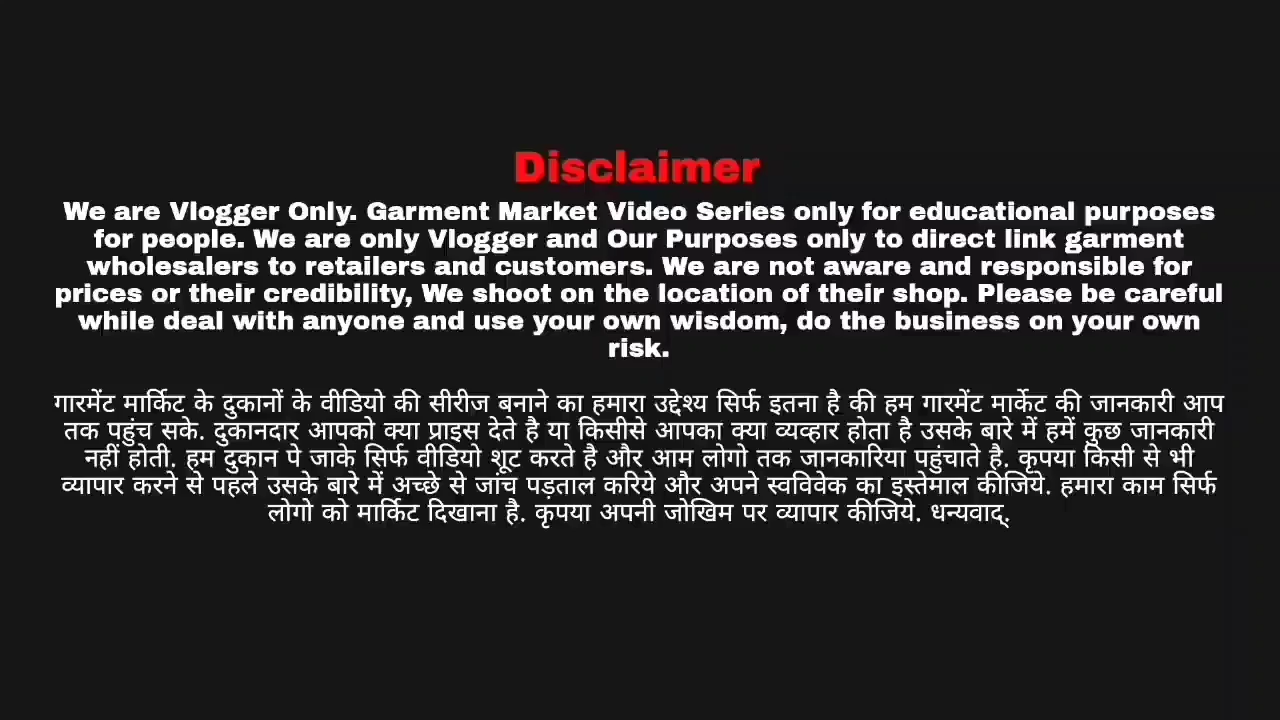 Disclaimer
We are Vlogger Only. Garment Market Video Series only for educational purposes
for people. We are only Vlogger and Our Purposes only to direct link garment
wholesalers to retailers and customers. We are not aware and responsible for
prices or their credibility, We shoot on the location of their shop. Please be careful
while deal with anyone and use your own wisdom, do the business on your own
risk.
गारमेंट मार्किट के दुकानों के वीडियो की सीरीज बनाने का हमारा उद्देश्य सिर्फ इतना है की हम गारमेंट मार्केट की जानकारी आप
तक पहुंच सके. दुकानदार आपको क्या प्राइस देते है या किसीसे आपका क्या व्यव्हार होता है उसके बारे में हमें कुछ जानकारी
नहीं होती. हम दुकान पे जाके सिर्फ वीडियो शूट करते है और आम लोगो तक जानकारिया पहुंचाते है. कृपया किसी से भी
व्यापार करने से पहले उसके बारे में अच्छे से जांच पड़ताल करिये और अपने स्वविवेक का इस्तेमाल कीजिये. हमारा काम सिर्फ
लोगो को मार्किट दिखाना है. कृपया अपनी जोखिम पर व्यापार कीजिये. धन्यवाद्.